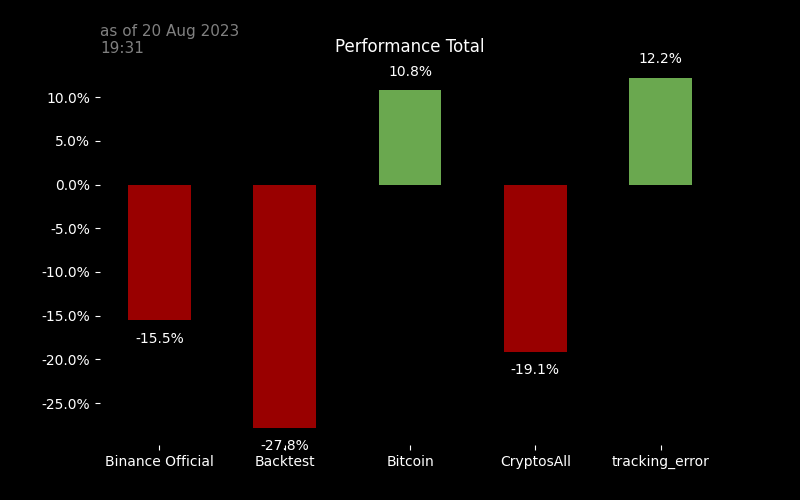 as of 20 Aug 2023
19:31
Performance Total
12.2%
10.8%
10.0%
5.0%
0.0%
-5.0%
-10.0%
-15.0%
-15.5%
-20.0%
-19.1%
-25.0%
-27.8%
Binance Official
Backtest
Bitcoin
CryptosAll
tracking_error